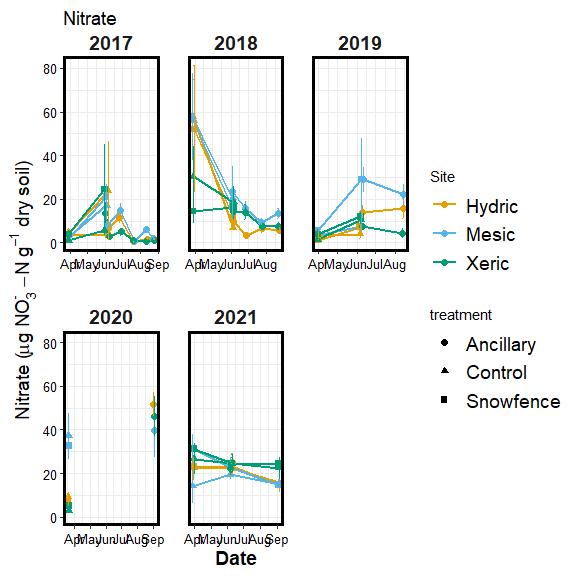 Nitrate
2017 2018 2019
80
60
40
20
0
AprMayJunJulAugSep AprMayJunJulAug AprMayJunJulAug
Nitrate (μg NO₃⁻−N g⁻¹ dry soil)
Site
Hydric
Mesic
Xeric
treatment
Ancillary
Control
Snowfence
2020 2021
80
60
40
20
0
AprMayJunJulAugSep AprMayJunJulAugSep
Date